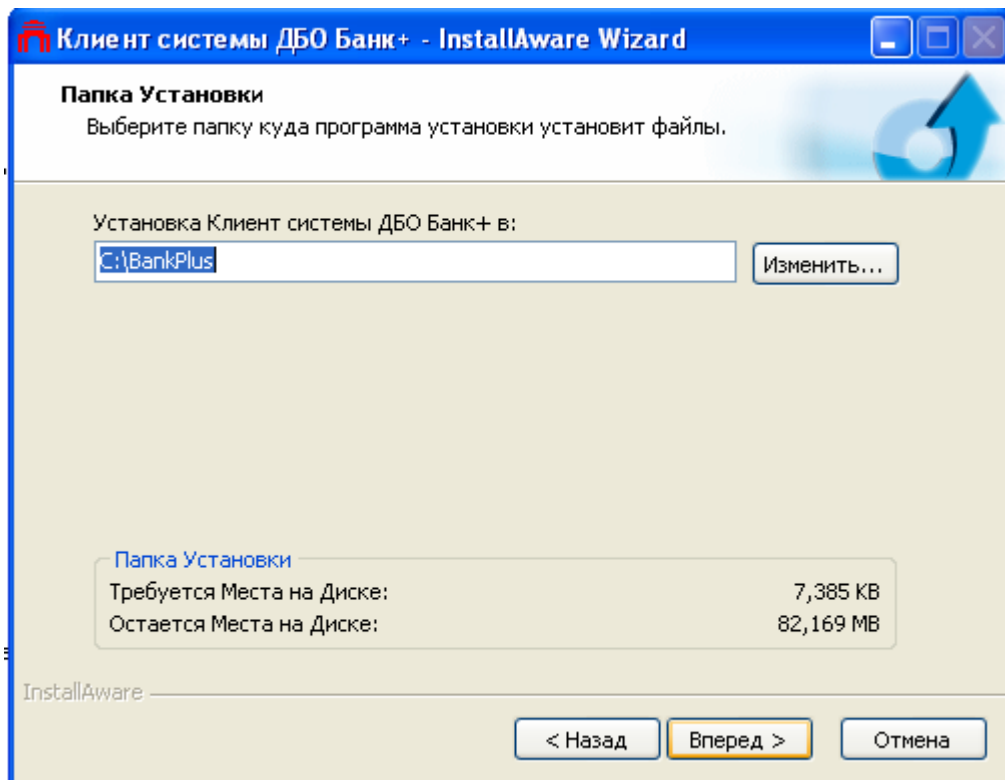 Клиент системы ДБО Банк+ - InstallAware Wizard
Папка Установки
Выберите папку куда программа установки установит файлы.
Установка Клиент системы ДБО Банк+ в:
C:\BankPlus
Изменить...
Папка Установки
Требуется Места на Диске: 7,385 KB
Остается Места на Диске: 82,169 MB
InstallAware
< Назад Вперед > Отмена